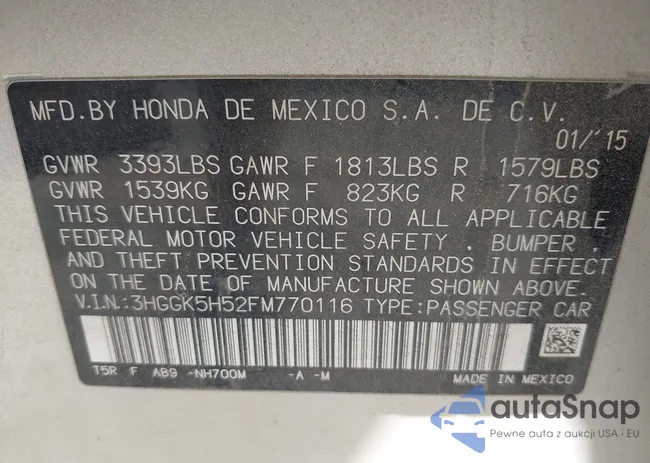 MFD.BY HONDA DE MEXICO S.A. DE C.V.
01/'15
GVWR 3393LBS GAWR F 1813LBS R 1579LBS
GVWR 1539KG GAWR F 823KG R 716KG
THIS VEHICLE CONFORMS TO ALL APPLICABLE
FEDERAL MOTOR VEHICLE SAFETY , BUMPER ,
AND THEFT PREVENTION STANDARDS IN EFFECT
ON THE DATE OF MANUFACTURE SHOWN ABOVE.
V.I.N.:3HGGK5H52FM770116 TYPE:PASSENGER CAR
T5R F AB9 -NH700M -A -M MADE IN MEXICO
autaSnap
Pewne auta z aukcji USA i EU